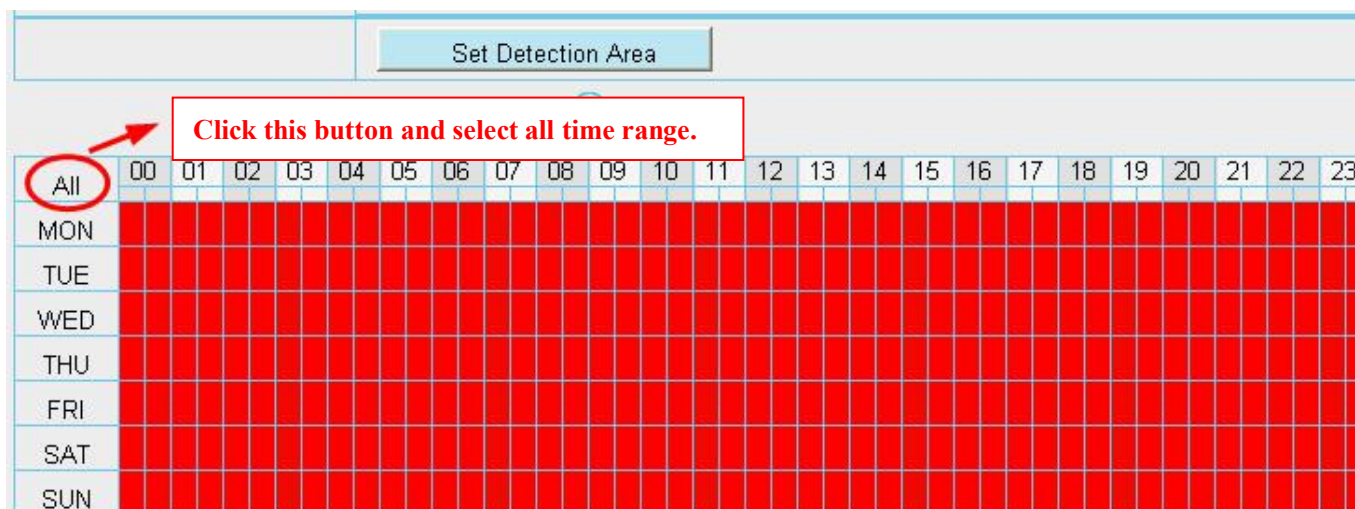 Set Detection Area
Click this button and select all time range.
All 00 01 02 03 04 05 06 07 08 09 10 11 12 13 14 15 16 17 18 19 20 21 22 23
MON
TUE
WED
THU
FRI
SAT
SUN